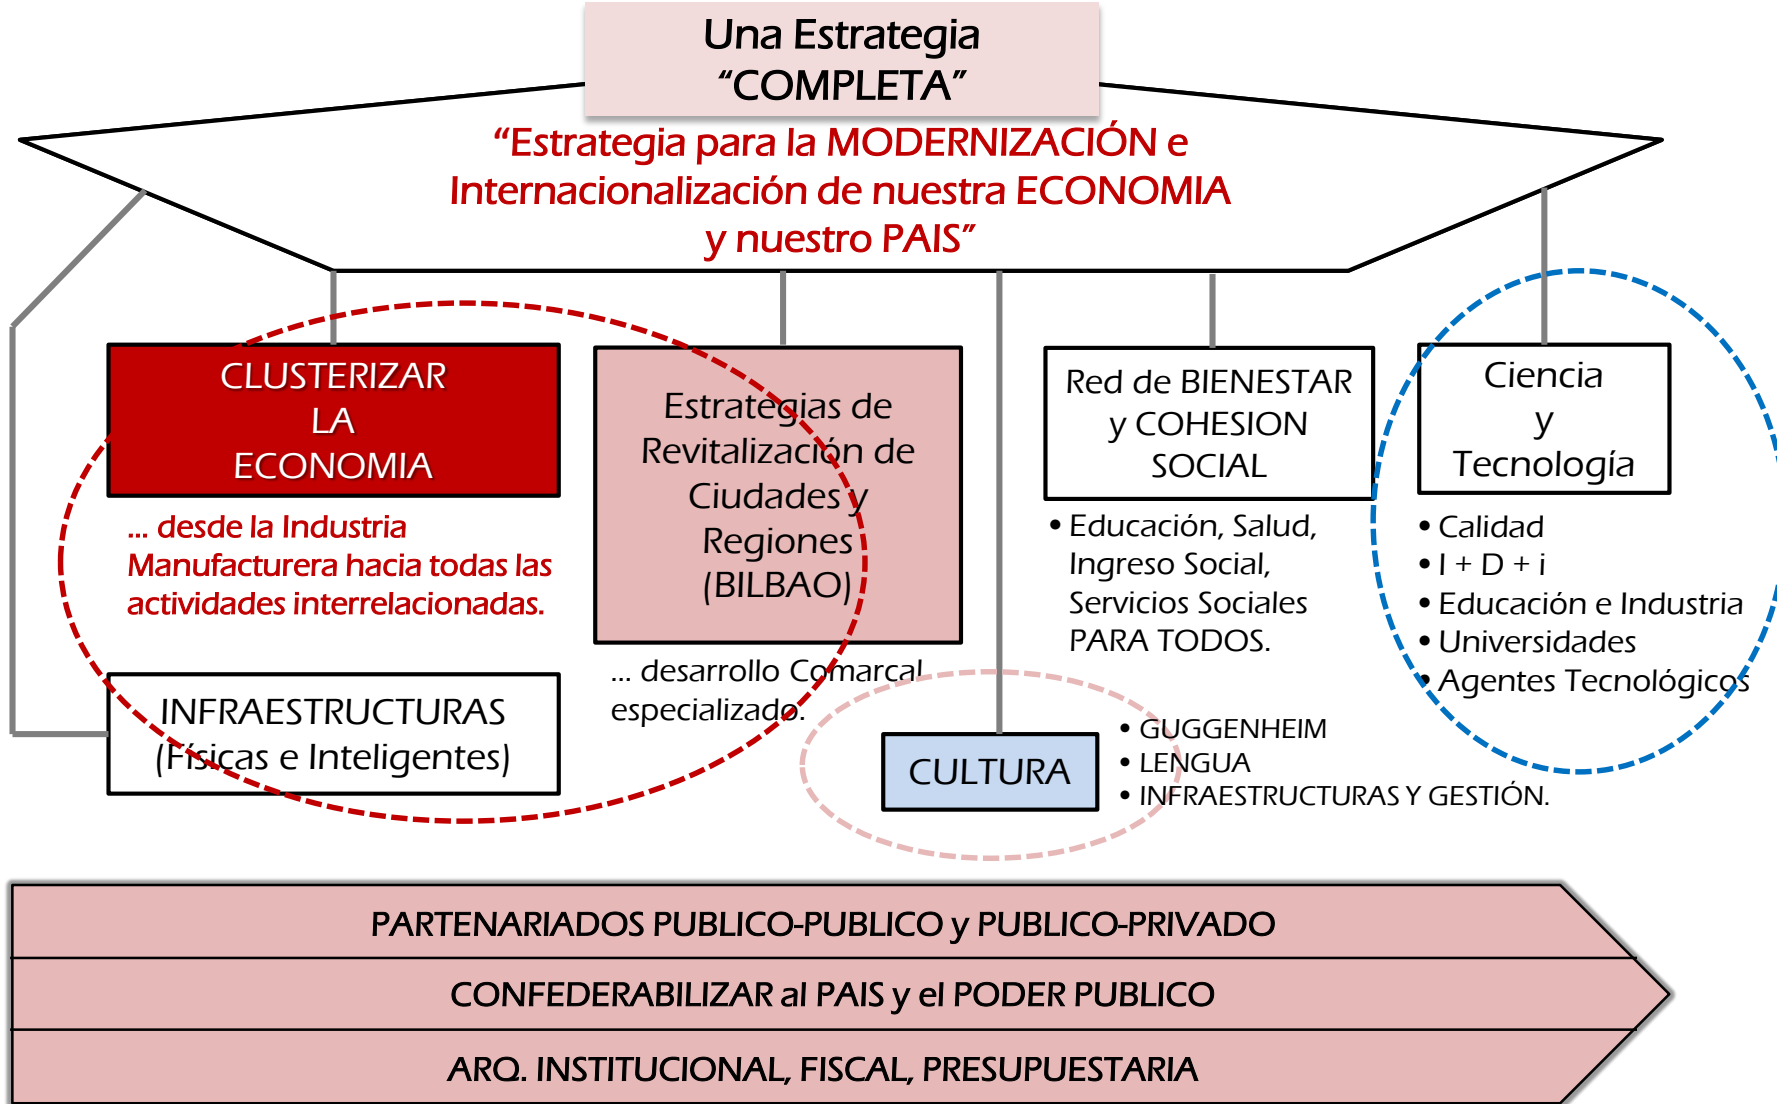 Una Estrategia
“COMPLETA”
“Estrategia para la MODERNIZACIÓN e
Internacionalización de nuestra ECONOMIA
y nuestro PAIS”
CLUSTERIZAR
LA
ECONOMIA
... desde la Industria
Manufacturera hacia todas las
actividades interrelacionadas.
INFRAESTRUCTURAS
(Físicas e Inteligentes)
Estrategias de
Revitalización de
Ciudades y
Regiones
(BILBAO)
... desarrollo Comarcal
especializado.
CULTURA
• GUGGENHEIM
• LENGUA
• INFRAESTRUCTURAS Y GESTIÓN.
Red de BIENESTAR
y COHESION
SOCIAL
• Educación, Salud,
Ingreso Social,
Servicios Sociales
PARA TODOS.
Ciencia
y
Tecnología
• Calidad
• I + D + i
• Educación e Industria
• Universidades
• Agentes Tecnológicos
PARTENARIADOS PUBLICO-PUBLICO y PUBLICO-PRIVADO
CONFEDERABILIZAR al PAIS y el PODER PUBLICO
ARQ. INSTITUCIONAL, FISCAL, PRESUPUESTARIA